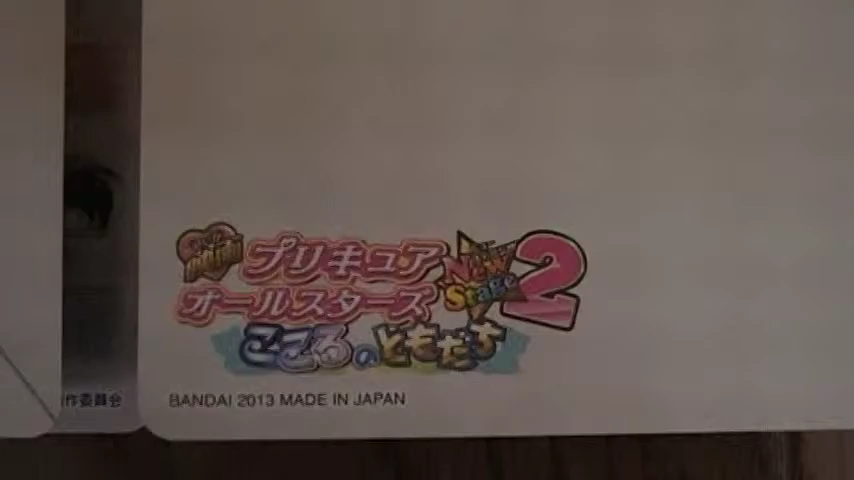 プリキュア
オールスターズ
New Stage 2
こころのともだち
作委員会
BANDAI 2013 MADE IN JAPAN